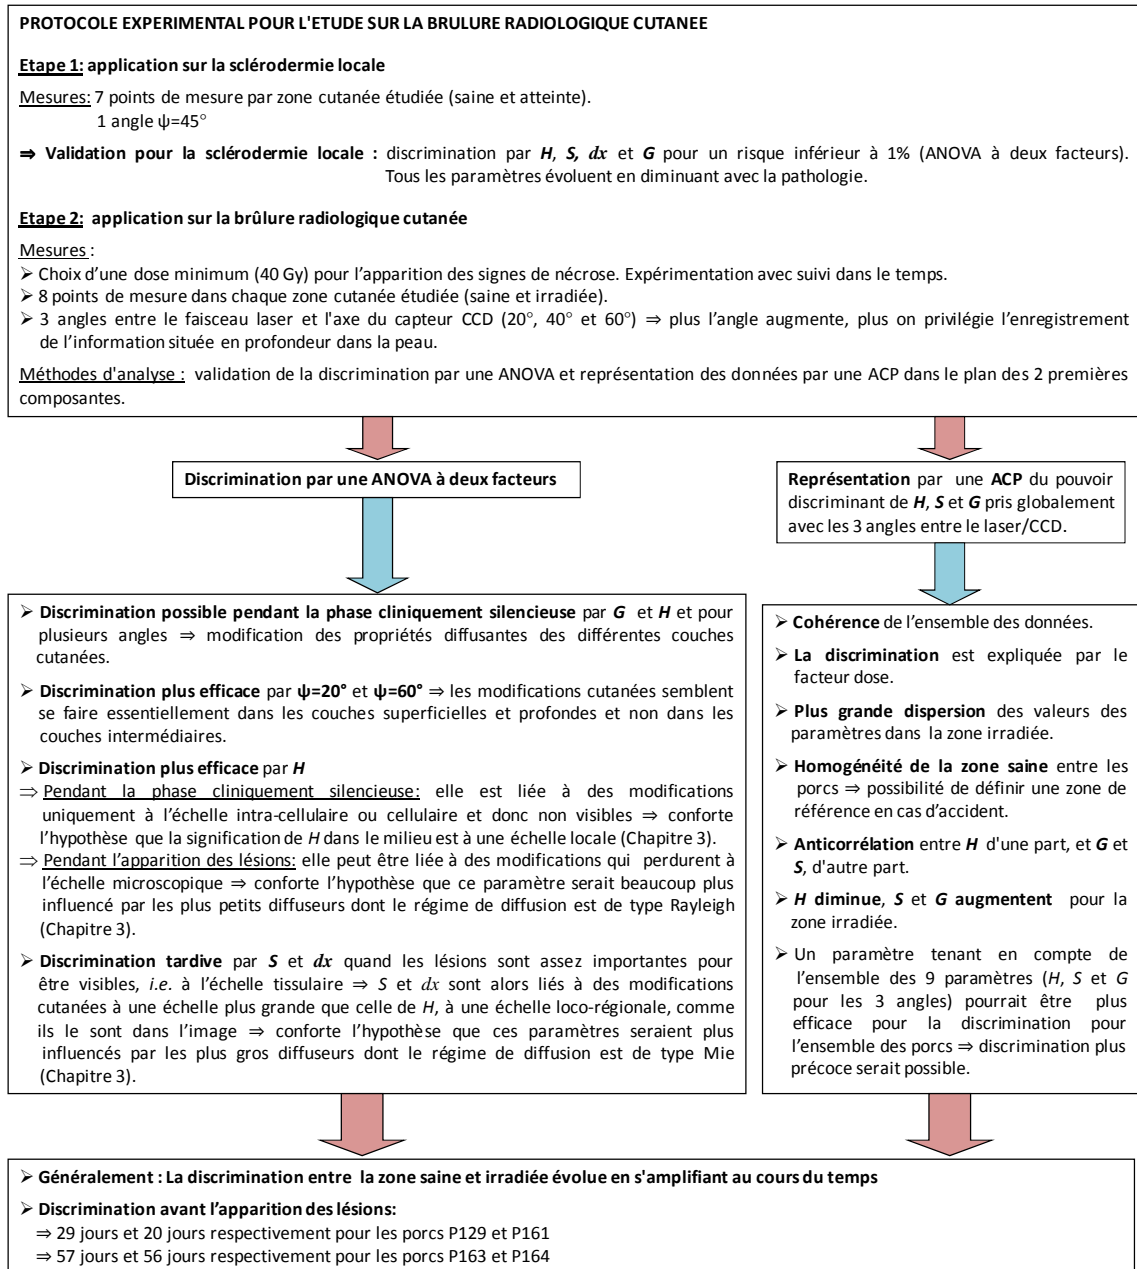 PROTOCOLE EXPERIMENTAL POUR L'ETUDE SUR LA BRULURE RADIOLOGIQUE CUTANEE
Etape 1: application sur la sclérodermie locale
Mesures: 7 points de mesure par zone cutanée étudiée (saine et atteinte).
1 angle ψ=45°
⇒ Validation pour la sclérodermie locale : discrimination par H, S, dx et G pour un risque inférieur à 1% (ANOVA à deux facteurs).
Tous les paramètres évoluent en diminuant avec la pathologie.
Etape 2: application sur la brûlure radiologique cutanée
Mesures :
➢ Choix d'une dose minimum (40 Gy) pour l'apparition des signes de nécrose. Expérimentation avec suivi dans le temps.
➢ 8 points de mesure dans chaque zone cutanée étudiée (saine et irradiée).
➢ 3 angles entre le faisceau laser et l'axe du capteur CCD (20°, 40° et 60°) ⇒ plus l'angle augmente, plus on privilégie l'enregistrement
de l'information située en profondeur dans la peau.
Méthodes d'analyse : validation de la discrimination par une ANOVA et représentation des données par une ACP dans le plan des 2 premières
composantes.
Discrimination par une ANOVA à deux facteurs
➢ Discrimination possible pendant la phase cliniquement silencieuse par G et H et pour
plusieurs angles ⇒ modification des propriétés diffusantes des différentes couches
cutanées.
➢ Discrimination plus efficace par ψ=20° et ψ=60° ⇒ les modifications cutanées semblent
se faire essentiellement dans les couches superficielles et profondes et non dans les
couches intermédiaires.
➢ Discrimination plus efficace par H
⇒ Pendant la phase cliniquement silencieuse: elle est liée à des modifications
uniquement à l'échelle intra-cellulaire ou cellulaire et donc non visibles ⇒ conforte
l'hypothèse que la signification de H dans le milieu est à une échelle locale (Chapitre 3).
⇒ Pendant l'apparition des lésions: elle peut être liée à des modifications qui perdurent à
l'échelle microscopique ⇒ conforte l'hypothèse que ce paramètre serait beaucoup plus
influencé par les plus petits diffuseurs dont le régime de diffusion est de type Rayleigh
(Chapitre 3).
➢ Discrimination tardive par S et dx quand les lésions sont assez importantes pour
être visibles, i.e. à l'échelle tissulaire ⇒ S et dx sont alors liés à des modifications
cutanées à une échelle plus grande que celle de H, à une échelle loco-régionale, comme
ils le sont dans l'image ⇒ conforte l'hypothèse que ces paramètres seraient plus
influencés par les plus gros diffuseurs dont le régime de diffusion est de type Mie
(Chapitre 3).
Représentation par une ACP du pouvoir
discriminant de H, S et G pris globalement
avec les 3 angles entre le laser/CCD.
➢ Cohérence de l'ensemble des données.
➢ La discrimination est expliquée par le
facteur dose.
➢ Plus grande dispersion des valeurs des
paramètres dans la zone irradiée.
➢ Homogénéité de la zone saine entre les
porcs ⇒ possibilité de définir une zone de
référence en cas d'accident.
➢ Anticorrélation entre H d'une part, et G et
S, d'autre part.
➢ H diminue, S et G augmentent pour la
zone irradiée.
➢ Un paramètre tenant en compte de
l'ensemble des 9 paramètres (H, S et G
pour les 3 angles) pourrait être plus
efficace pour la discrimination pour
l'ensemble des porcs ⇒ discrimination plus
précoce serait possible.
➢ Généralement : La discrimination entre la zone saine et irradiée évolue en s'amplifiant au cours du temps
➢ Discrimination avant l'apparition des lésions:
⇒ 29 jours et 20 jours respectivement pour les porcs P129 et P161
⇒ 57 jours et 56 jours respectivement pour les porcs P163 et P164